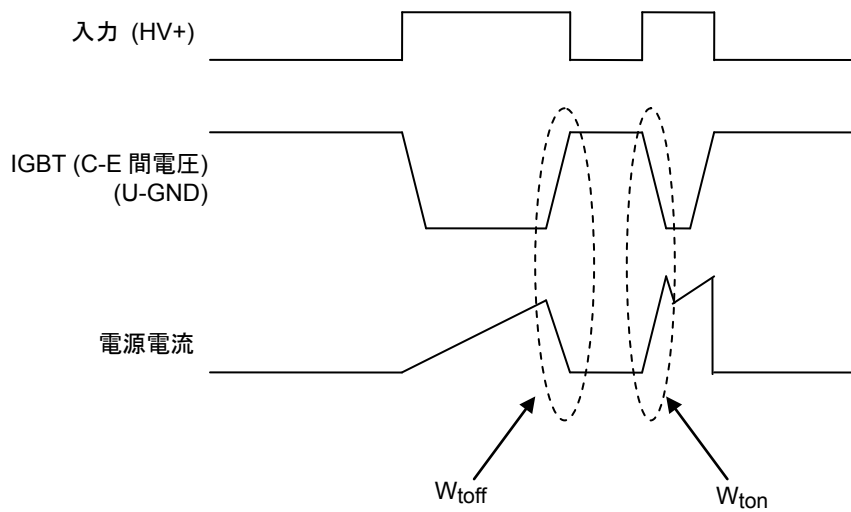 入力 (HV+)
IGBT (C-E 間電圧)
(U-GND)
電源電流
Wtoff
Wton